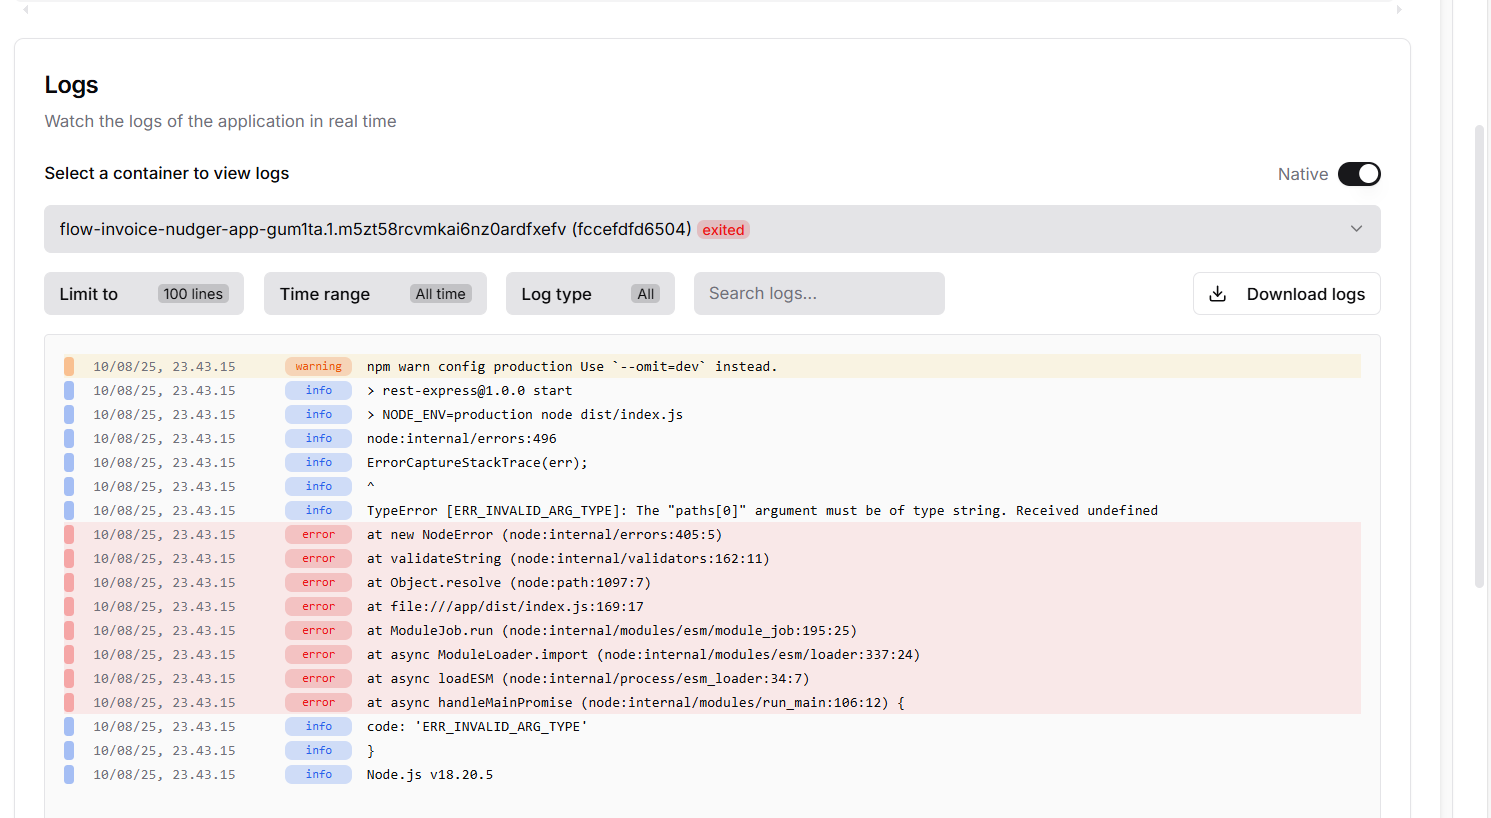 Logs
Watch the logs of the application in real time
Select a container to view logs
Native
flow-invoice-nudger-app-gum1ta.1.m5zt58rcvmkai6nz0ardfxefv (fccefdfd6504) exited
Limit to 100 lines Time range All time Log type All Search logs... Download logs
10/08/25, 23.43.15 warning npm warn config production Use `--omit=dev` instead.
10/08/25, 23.43.15 info > rest-express@1.0.0 start
10/08/25, 23.43.15 info > NODE_ENV=production node dist/index.js
10/08/25, 23.43.15 info node:internal/errors:496
10/08/25, 23.43.15 info ErrorCaptureStackTrace(err);
10/08/25, 23.43.15 info ^
10/08/25, 23.43.15 info TypeError [ERR_INVALID_ARG_TYPE]: The "paths[0]" argument must be of type string. Received undefined
10/08/25, 23.43.15 error at new NodeError (node:internal/errors:405:5)
10/08/25, 23.43.15 error at validateString (node:internal/validators:162:11)
10/08/25, 23.43.15 error at Object.resolve (node:path:1097:7)
10/08/25, 23.43.15 error at file:///app/dist/index.js:169:17
10/08/25, 23.43.15 error at ModuleJob.run (node:internal/modules/esm/module_job:195:25)
10/08/25, 23.43.15 error at async ModuleLoader.import (node:internal/modules/esm/loader:337:24)
10/08/25, 23.43.15 error at async loadESM (node:internal/process/esm_loader:34:7)
10/08/25, 23.43.15 error at async handleMainPromise (node:internal/modules/run_main:106:12) {
10/08/25, 23.43.15 info code: 'ERR_INVALID_ARG_TYPE'
10/08/25, 23.43.15 info }
10/08/25, 23.43.15 info Node.js v18.20.5